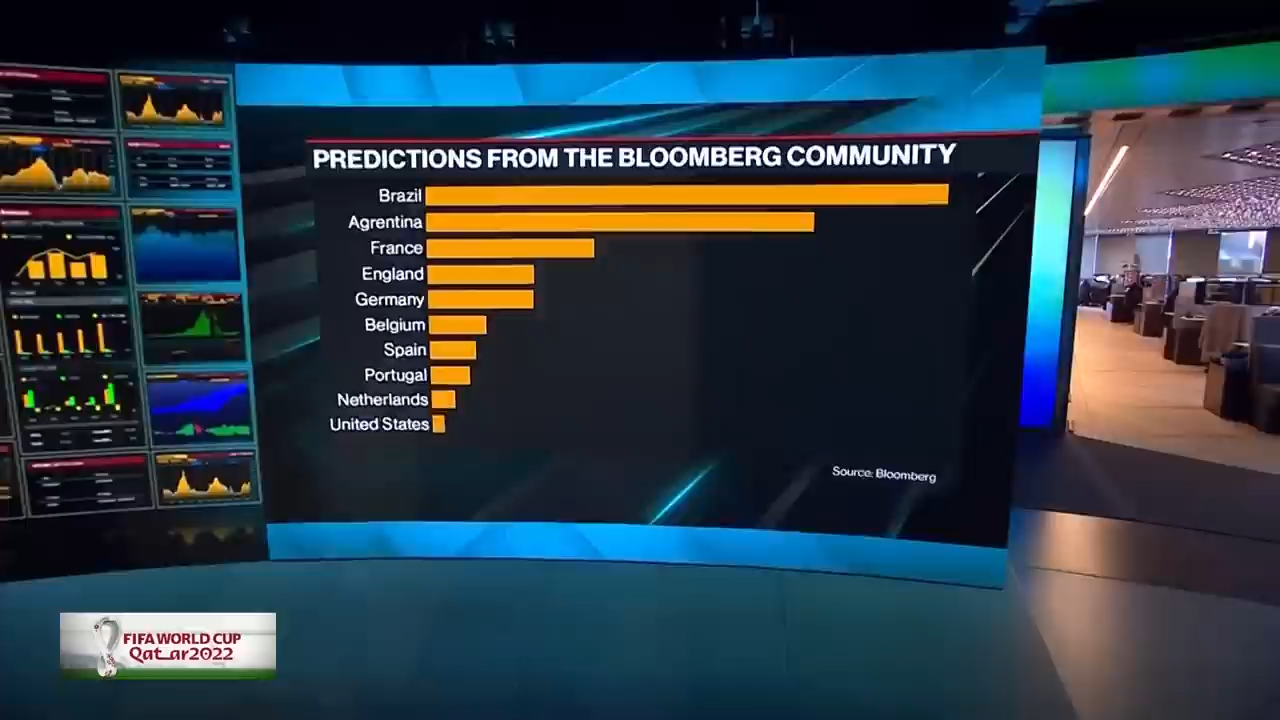 PREDICTIONS FROM THE BLOOMBERG COMMUNITY
Brazil
Agrentina
France
England
Germany
Belgium
Spain
Portugal
Netherlands
United States
Source: Bloomberg
FIFA WORLD CUP
Qatar2022